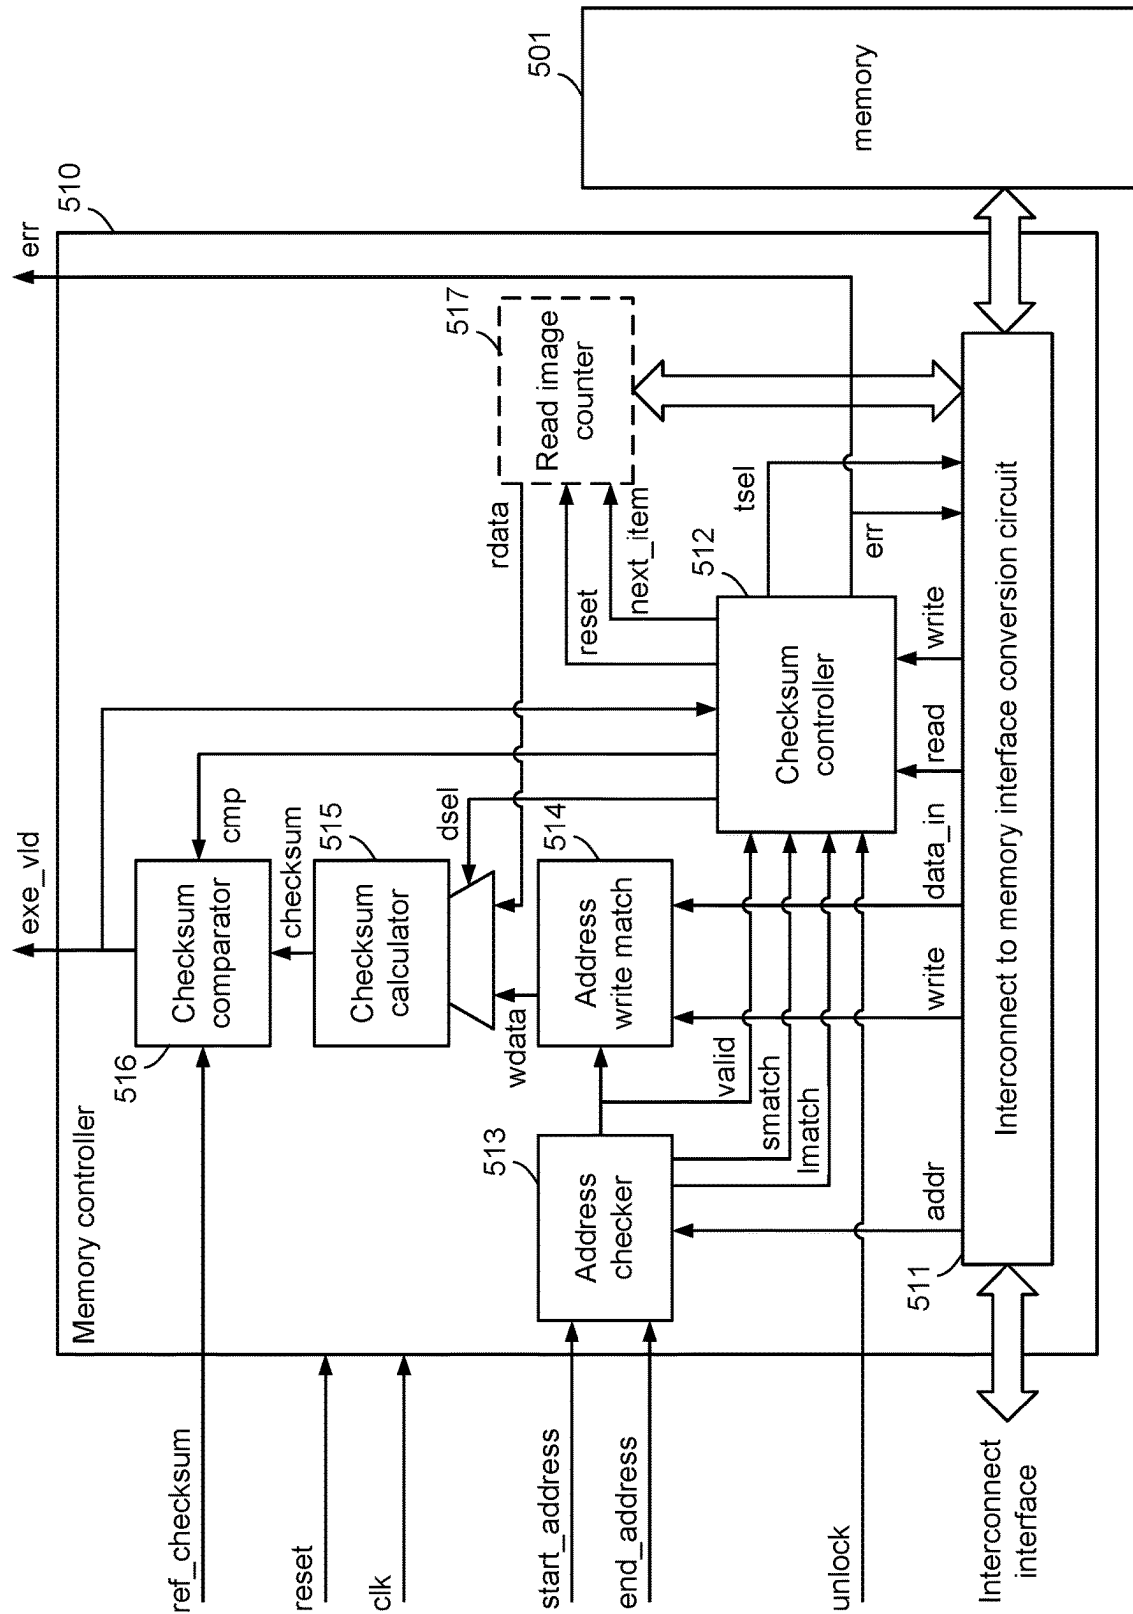 ref_checksum
reset
clk
start_address
end_address
unlock
Interconnect
interface
Memory controller
510
exe_vld
err
516
Checksum
comparator
cmp
checksum
515
Checksum
calculator
dsel
wdata
rdata
517
Read image
counter
reset
next_item
514
Address
write match
513
Address
checker
valid
smatch
lmatch
512
Checksum
controller
tsel
err
addr
write
data_in
read
write
511
Interconnect to memory interface conversion circuit
501
memory